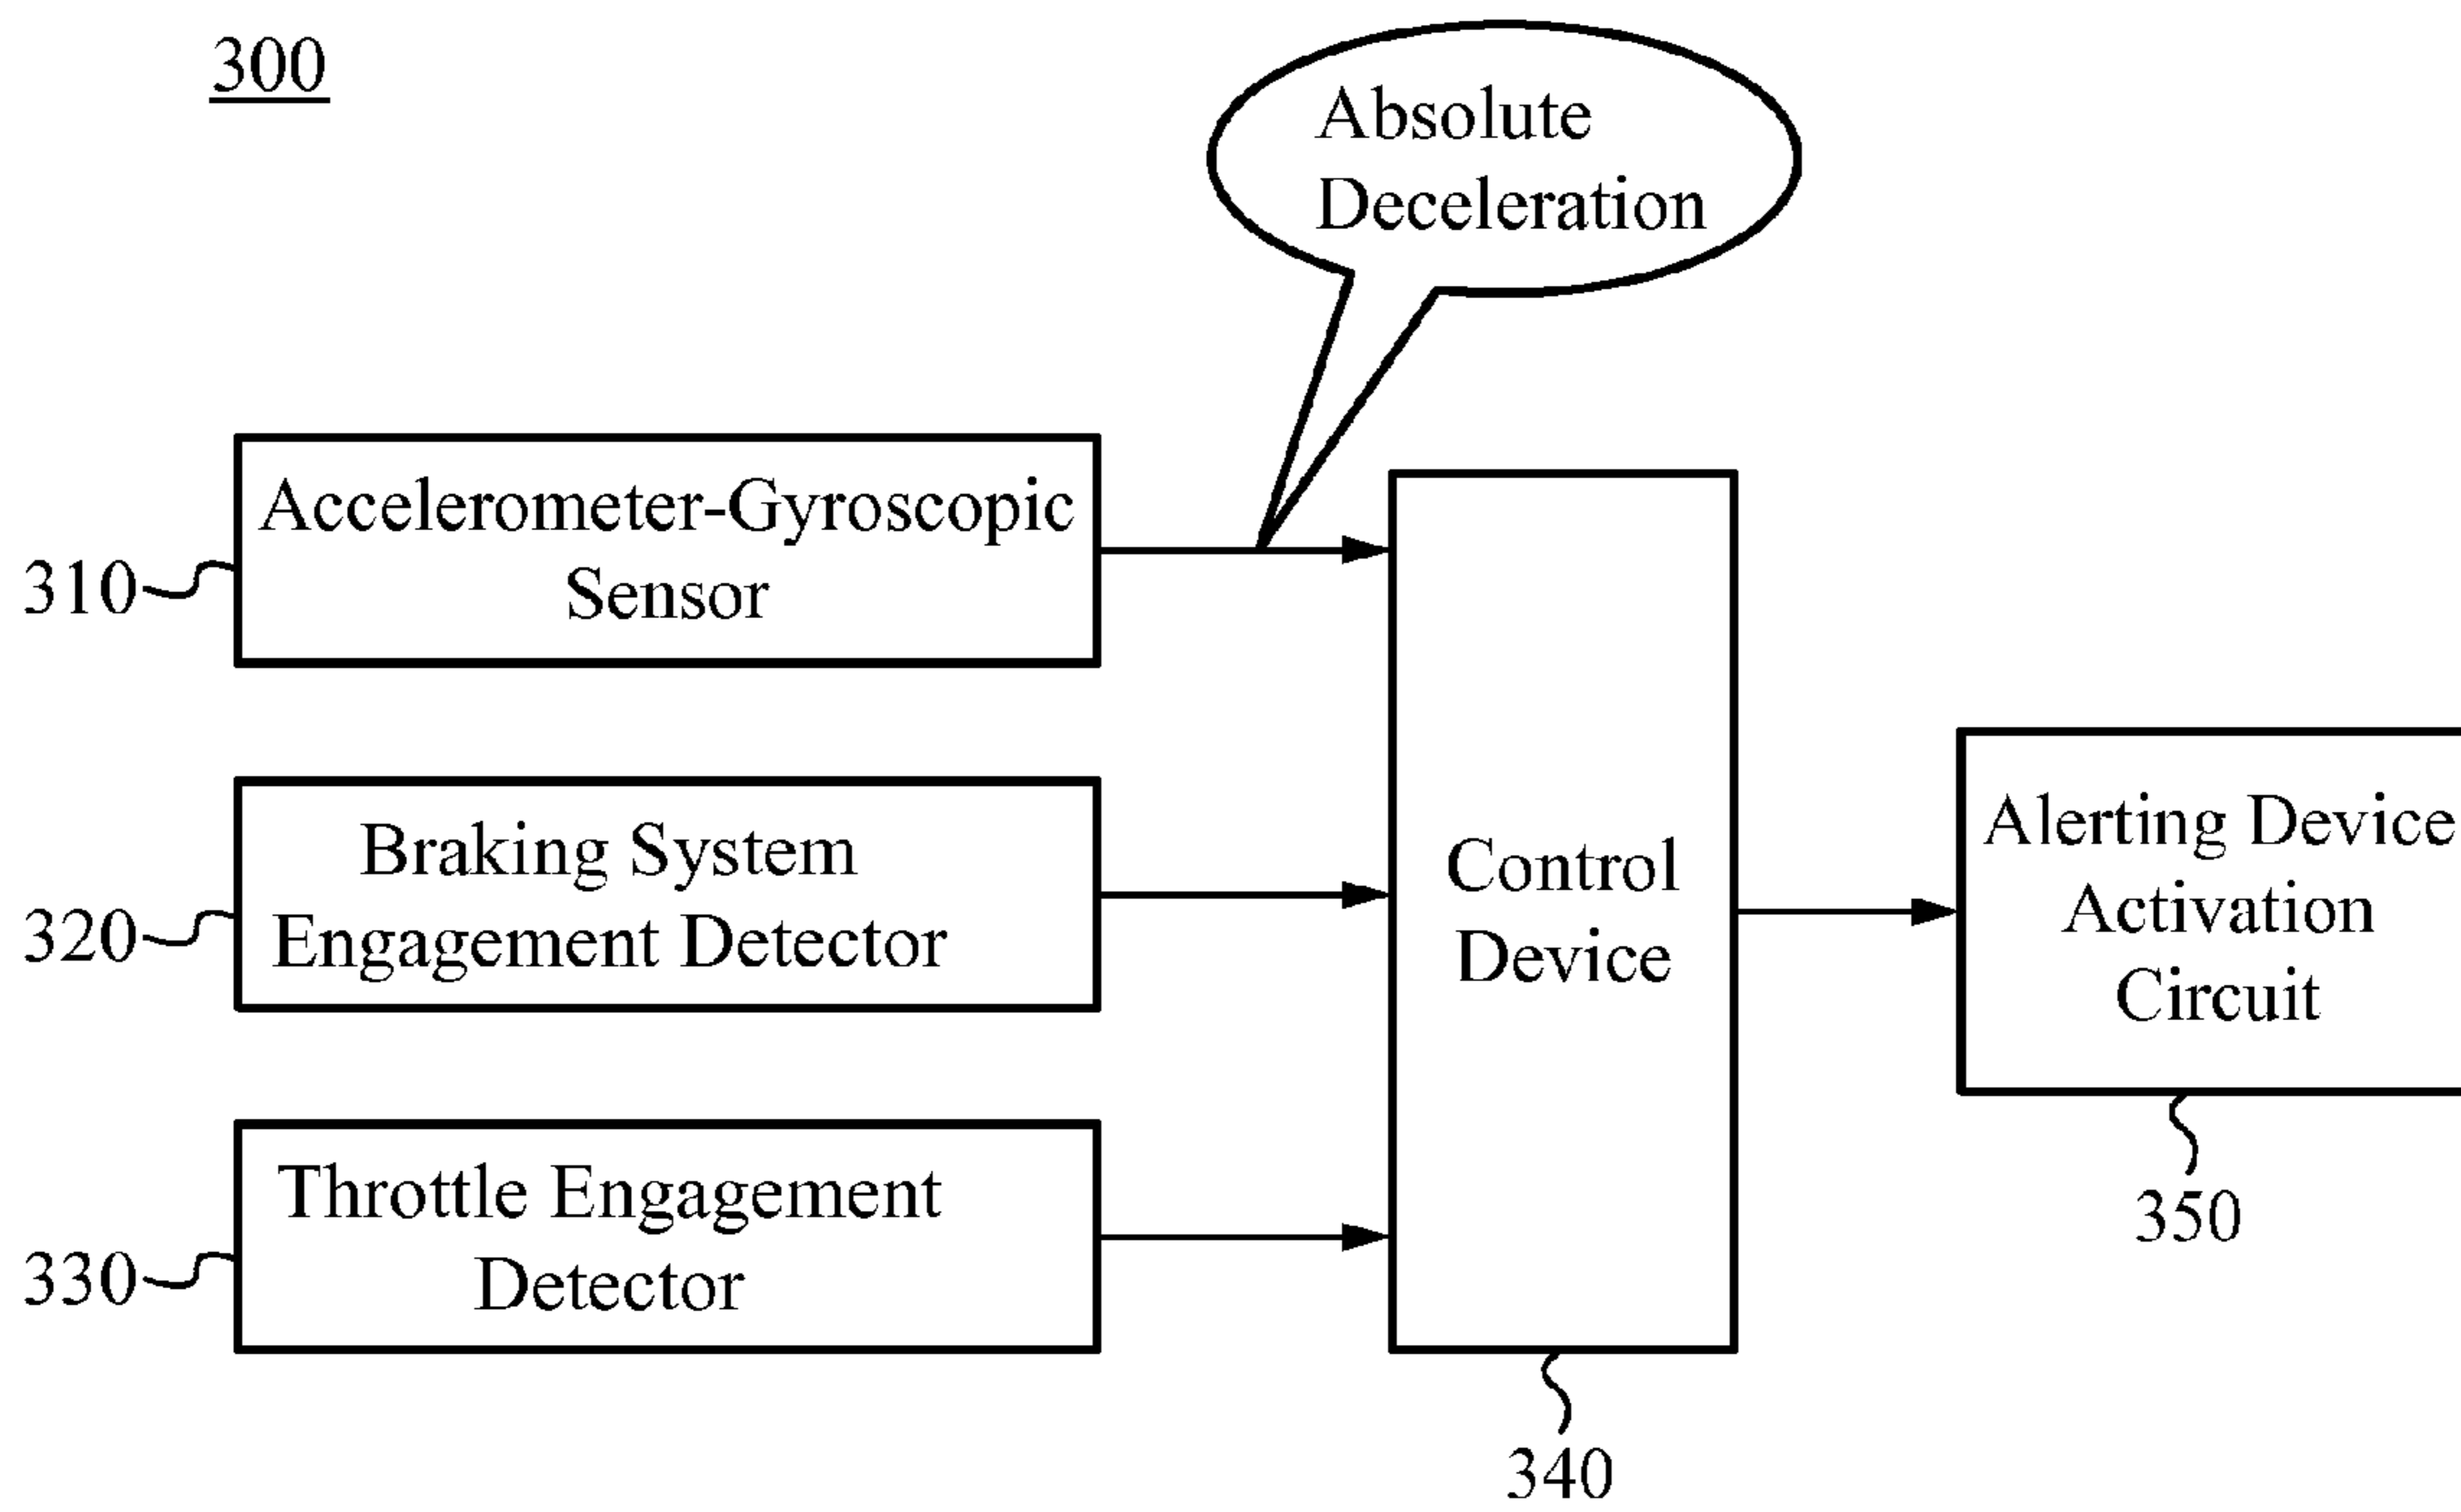 300
Absolute
Deceleration
Accelerometer-Gyroscopic
Sensor
310
Braking System
Engagement Detector
320
Throttle Engagement
Detector
330
Control
Device
340
Alerting Device
Activation
Circuit
350